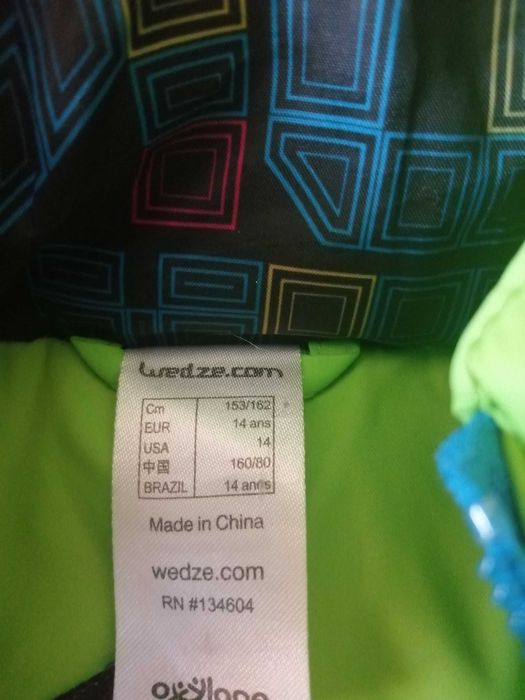 wedze.com
Cm 153/162
EUR 14 ans
USA 14
中国 160/80
BRAZIL 14 anos
Made in China
wedze.com
RN #134604
oxylane